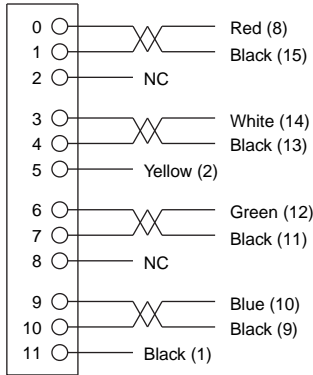 0 Red (8)
1 Black (15)
2 NC
3 White (14)
4 Black (13)
5 Yellow (2)
6 Green (12)
7 Black (11)
8 NC
9 Blue (10)
10 Black (9)
11 Black (1)